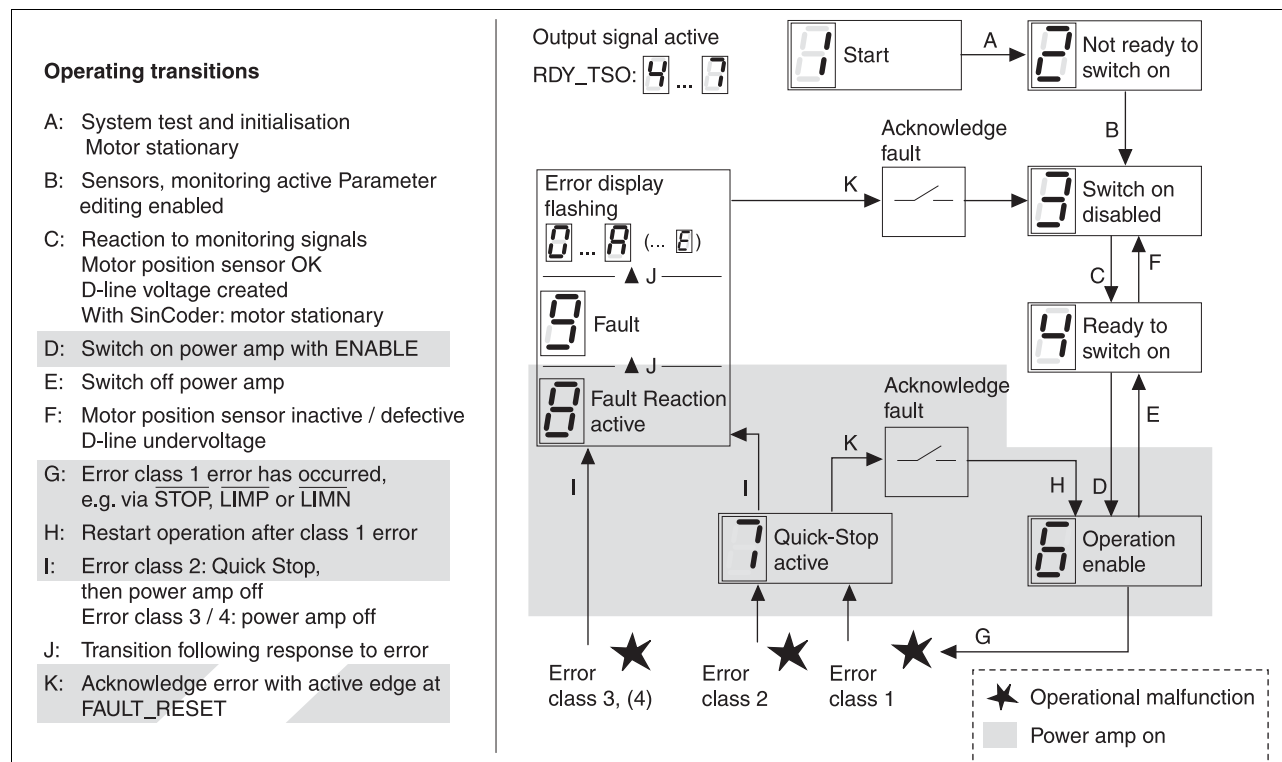 Operating transitions
A: System test and initialisation
Motor stationary
B: Sensors, monitoring active Parameter
editing enabled
C: Reaction to monitoring signals
Motor position sensor OK
D-line voltage created
With SinCoder: motor stationary
D: Switch on power amp with ENABLE
E: Switch off power amp
F: Motor position sensor inactive / defective
D-line undervoltage
G: Error class 1 error has occurred,
e.g. via STOP, LIMP or LIMN
H: Restart operation after class 1 error
I: Error class 2: Quick Stop,
then power amp off
Error class 3 / 4: power amp off
J: Transition following response to error
K: Acknowledge error with active edge at
FAULT_RESET
Output signal active
RDY_TSO: 4 ... 7
1 Start
A
2 Not ready to
switch on
B
Acknowledge
fault
K
3 Switch on
disabled
Error display
flashing
0 ... A (... E)
J
9 Fault
J
8 Fault Reaction
active
C
F
4 Ready to
switch on
Acknowledge
fault
K
E
I
I
H
D
7 Quick-Stop
active
6 Operation
enable
G
Error
class 3, (4)
Error
class 2
Error
class 1
Operational malfunction
Power amp on